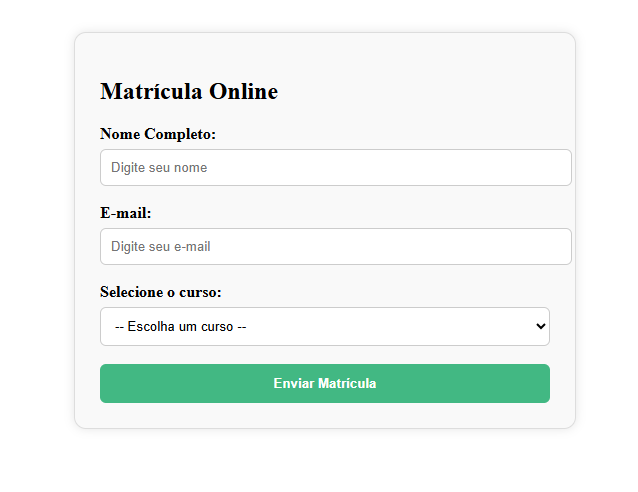 Matrícula Online
Nome Completo:
Digite seu nome
E-mail:
Digite seu e-mail
Selecione o curso:
-- Escolha um curso --
Enviar Matrícula